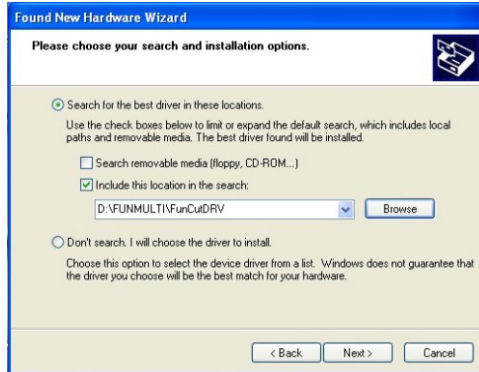 Found New Hardware Wizard
Please choose your search and installation options.
Search for the best driver in these locations.
Use the check boxes below to limit or expand the default search, which includes local
paths and removable media. The best driver found will be installed.
Search removable media (floppy, CD-ROM...)
Include this location in the search:
D:\FUNMULTI\FunCutDRV
Browse
Don't search. I will choose the driver to install.
Choose this option to select the device driver from a list. Windows does not guarantee that
the driver you choose will be the best match for your hardware.
< Back Next > Cancel